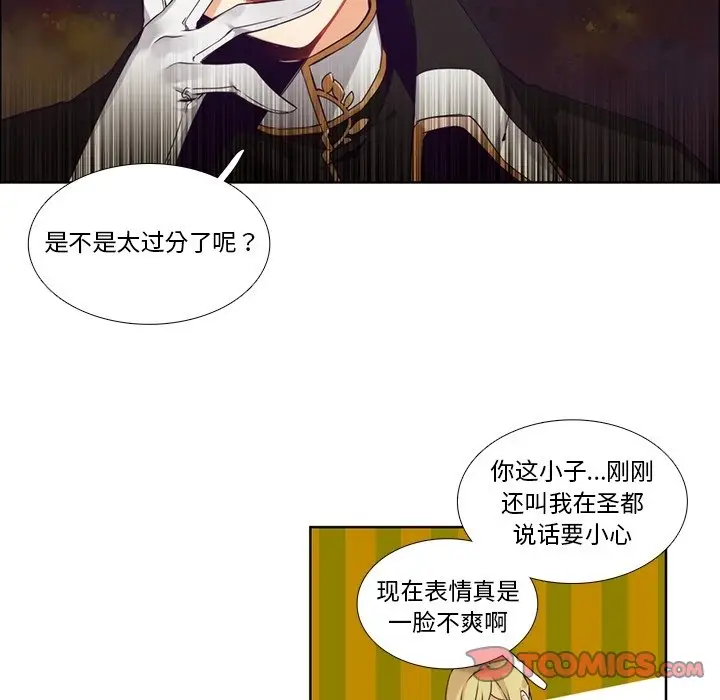 是不是太过分了呢？
你这小子...刚刚
还叫我在圣都
说话要小心
现在表情真是
一脸不爽啊
TOOMICS.COM